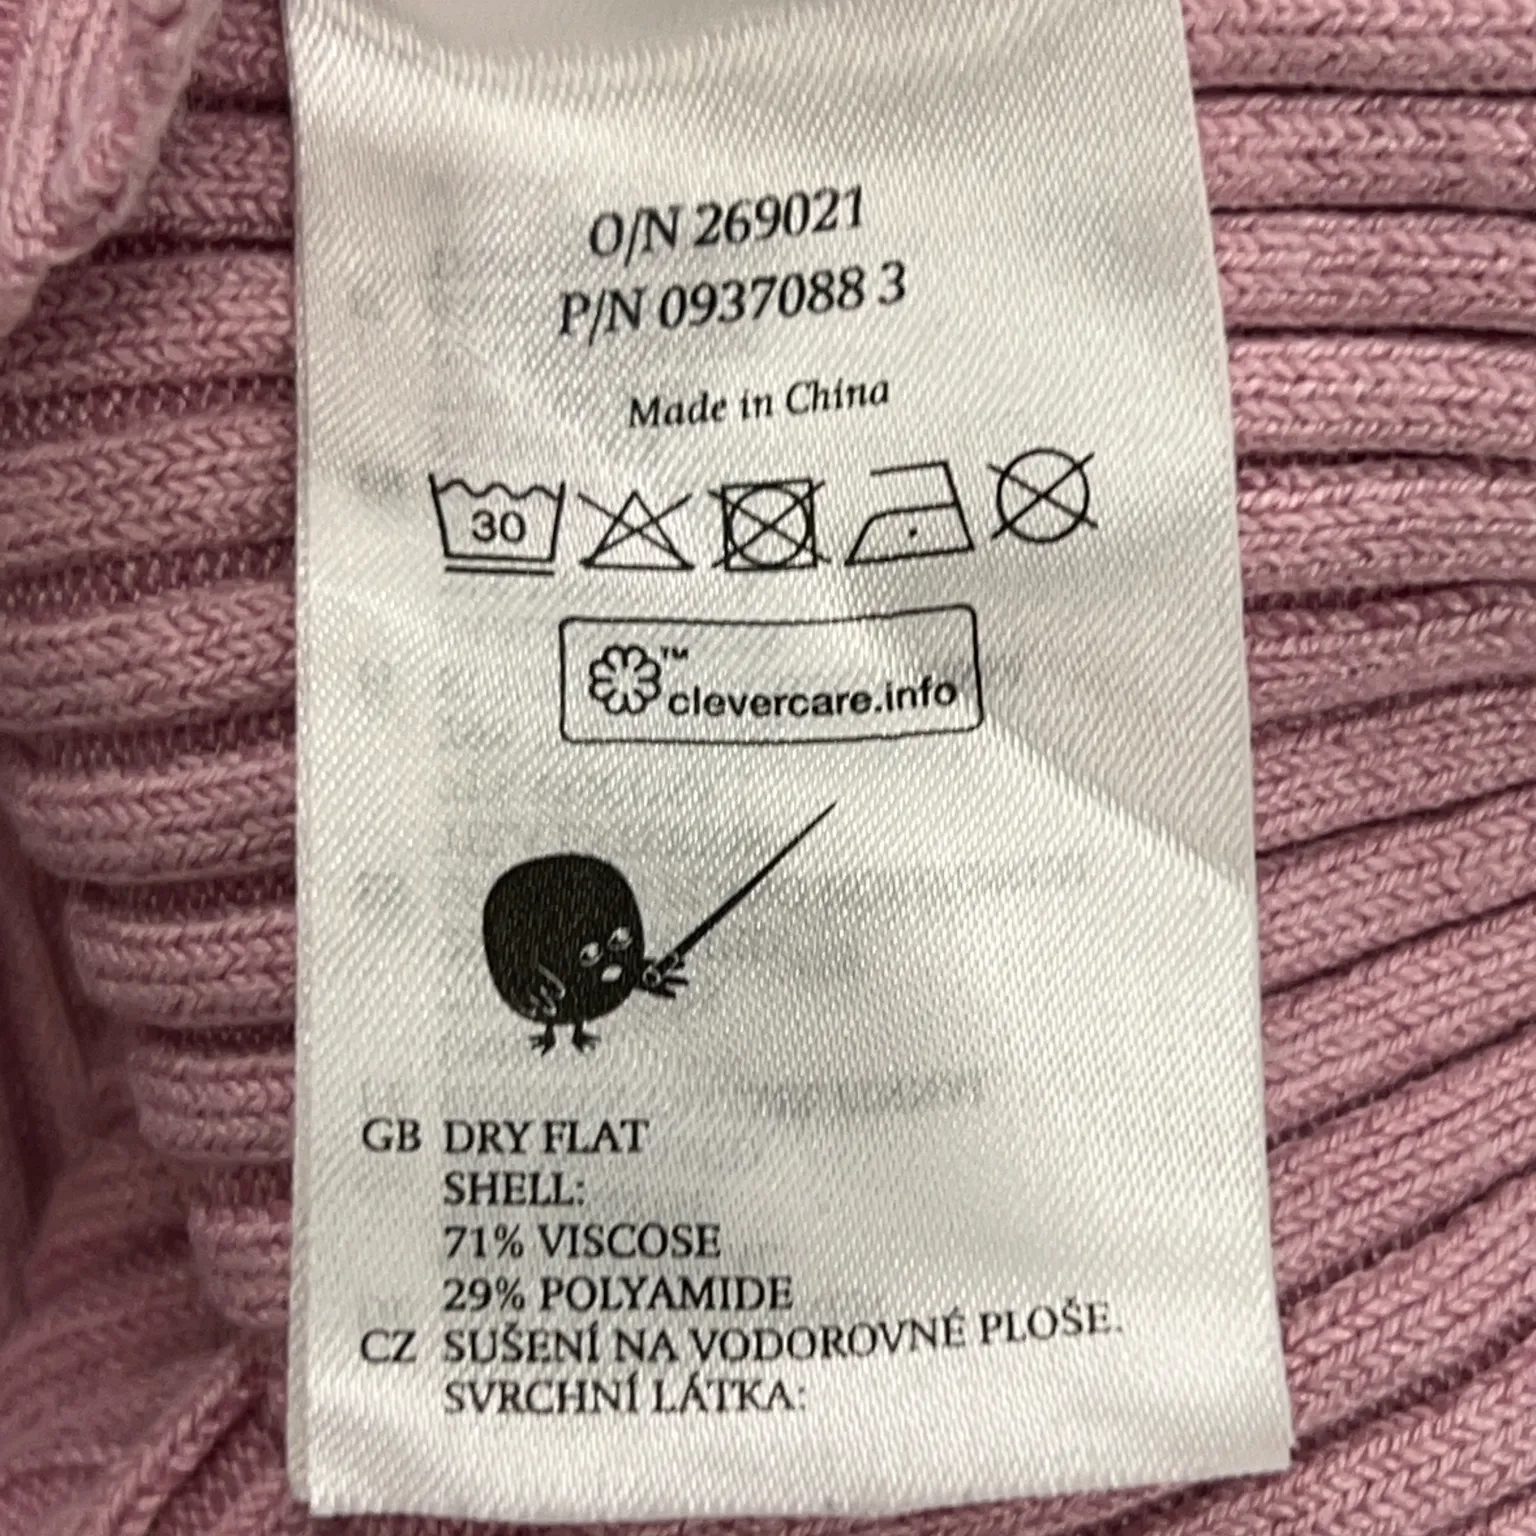 O/N 269021
P/N 0937088 3
Made in China
30
™
clevercare.info
GB DRY FLAT
SHELL:
71% VISCOSE
29% POLYAMIDE
CZ SUŠENÍ NA VODOROVNÉ PLOŠE.
SVRCHNÍ LÁTKA: